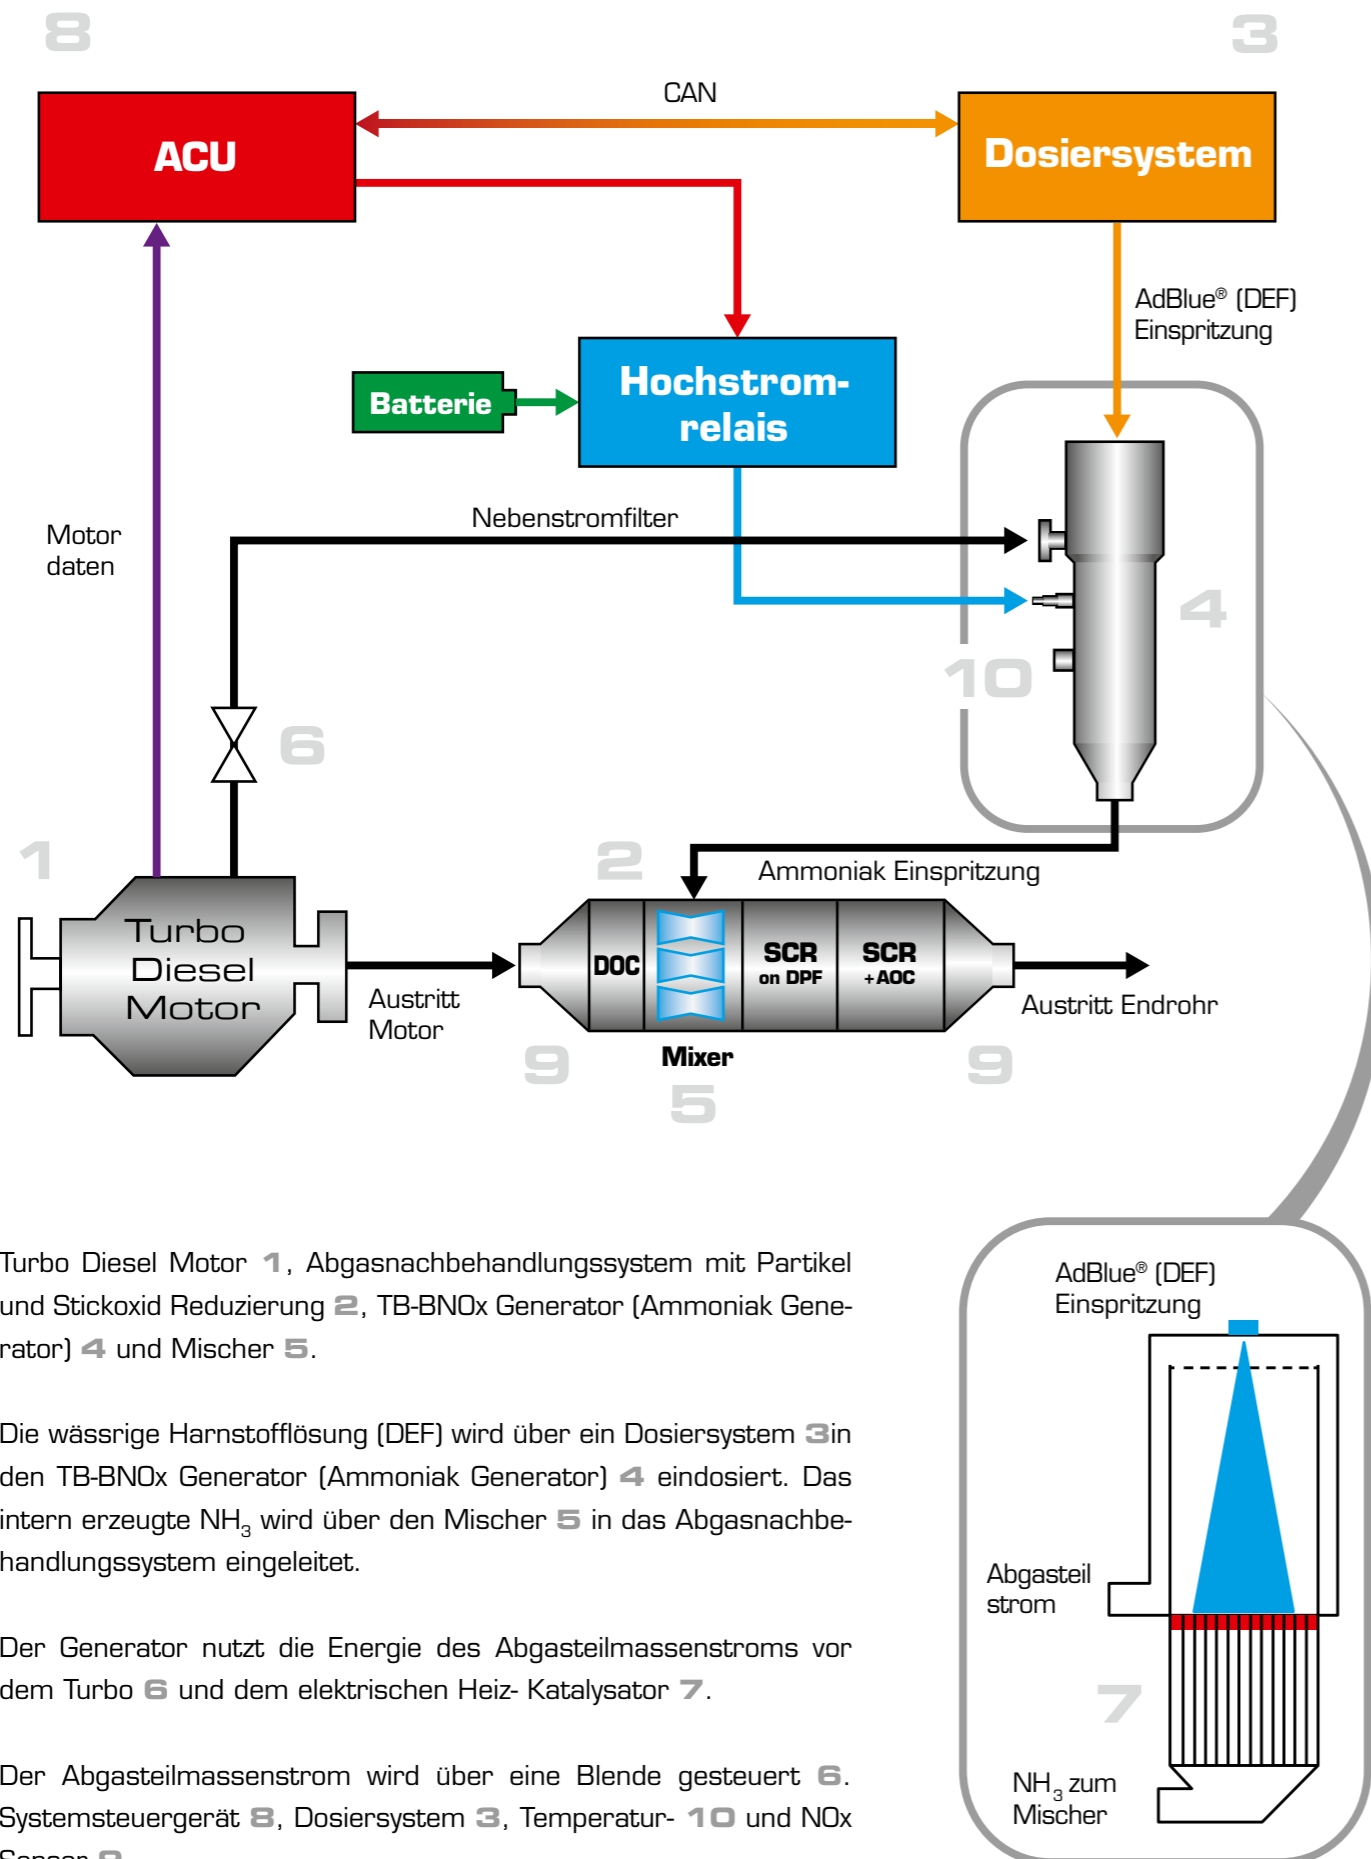 8
3
CAN
ACU
Dosiersystem
AdBlue® (DEF)
Einspritzung
Hochstrom-
relais
Batterie
Nebenstromfilter
Motor
daten
4
10
6
1
2
Ammoniak Einspritzung
Turbo
Diesel
Motor
DOC
SCR
on DPF
SCR
+AOC
Austritt
Motor
Austritt Endrohr
9
Mixer
9
5
Turbo Diesel Motor 1, Abgasnachbehandlungssystem mit Partikel
und Stickoxid Reduzierung 2, TB-BNOx Generator (Ammoniak Gene-
rator) 4 und Mischer 5.
Die wässrige Harnstofflösung (DEF) wird über ein Dosiersystem 3in
den TB-BNOx Generator (Ammoniak Generator) 4 eindosiert. Das
intern erzeugte NH₃ wird über den Mischer 5 in das Abgasnachbe-
handlungssystem eingeleitet.
Der Generator nutzt die Energie des Abgasteilmassenstroms vor
dem Turbo 6 und dem elektrischen Heiz- Katalysator 7.
Der Abgasteilmassenstrom wird über eine Blende gesteuert 6.
Systemsteuergerät 8, Dosiersystem 3, Temperatur- 10 und NOx
Sensor 9
AdBlue® (DEF)
Einspritzung
Abgasteil
strom
7
NH₃ zum
Mischer